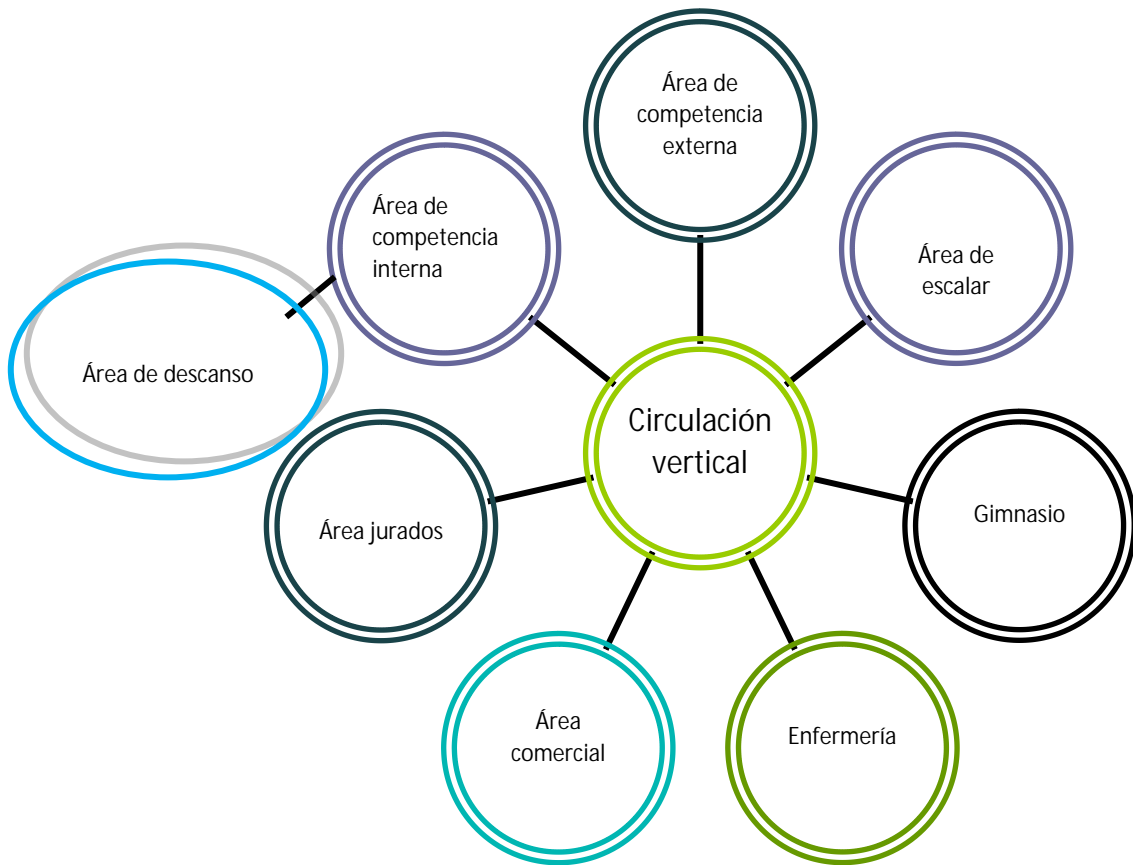 Área de
competencia
externa
Área de
competencia
interna
Área de
escalar
Área de descanso
Circulación
vertical
Gimnasio
Área jurados
Área
comercial
Enfermería